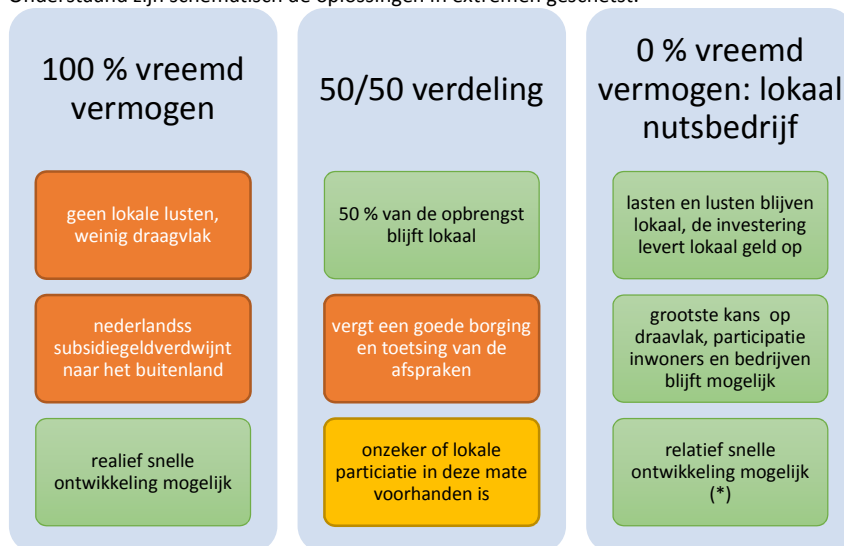 Onderstaand zijn schematisch de oplossingen in extremen geschetst.
100 % vreemd
vermogen
geen lokale lusten,
weinig draagvlak
nederlandss
subsidiegeldverdwijnt
naar het buitenland
realief snelle
ontwikkeling mogelijk
50/50 verdeling
50 % van de opbrengst
blijft lokaal
vergt een goede borging
en toetsing van de
afspraken
onzeker of lokale
particiatie in deze mate
voorhanden is
0 % vreemd
vermogen: lokaal
nutsbedrijf
lasten en lusten blijven
lokaal, de investering
levert lokaal geld op
grootste kans op
draavlak, participatie
inwoners en bedrijven
blijft mogelijk
relatief snelle
ontwikkeling mogelijk
(*)